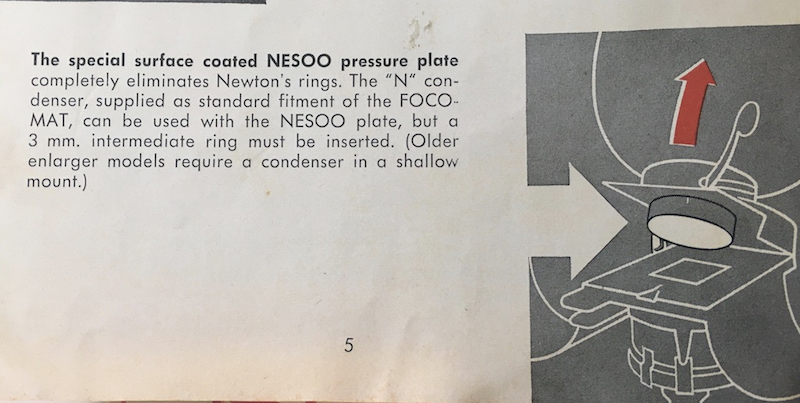 The special surface coated NESOO pressure plate
completely eliminates Newton's rings. The "N" con-
denser, supplied as standard fitment of the FOCO-
MAT, can be used with the NESOO plate, but a
3 mm. intermediate ring must be inserted. (Older
enlarger models require a condenser in a shallow
mount.)
5